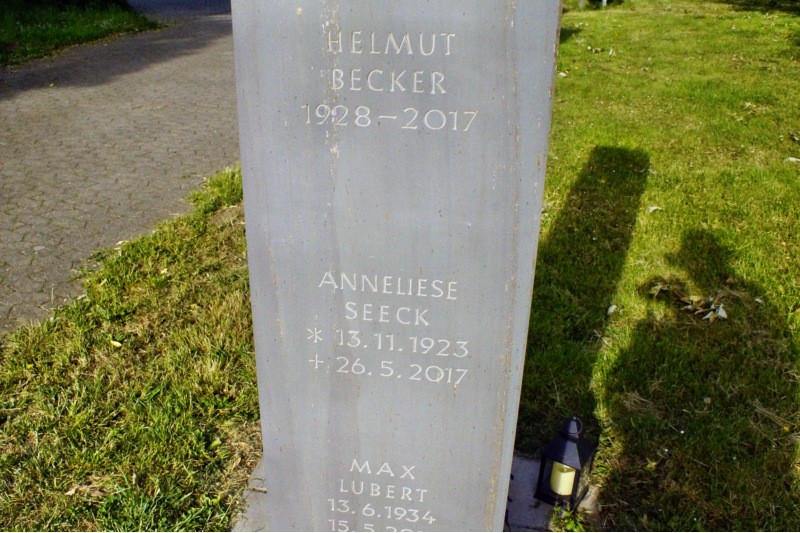 HELMUT
BECKER
1928 – 2017
ANNELIESE
SEECK
* 13.11.1923
+ 26.5.2017
MAX
LUBERT
13.6.1934